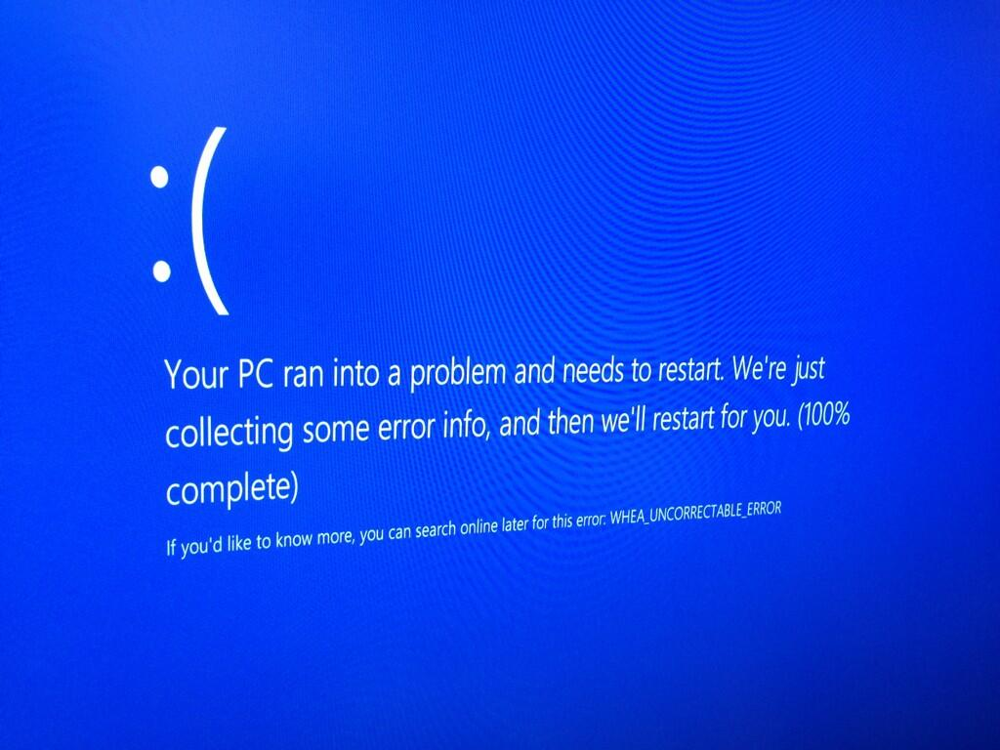 :(
Your PC ran into a problem and needs to restart. We're just
collecting some error info, and then we'll restart for you. (100%
complete)
If you'd like to know more, you can search online later for this error: WHEA_UNCORRECTABLE_ERROR